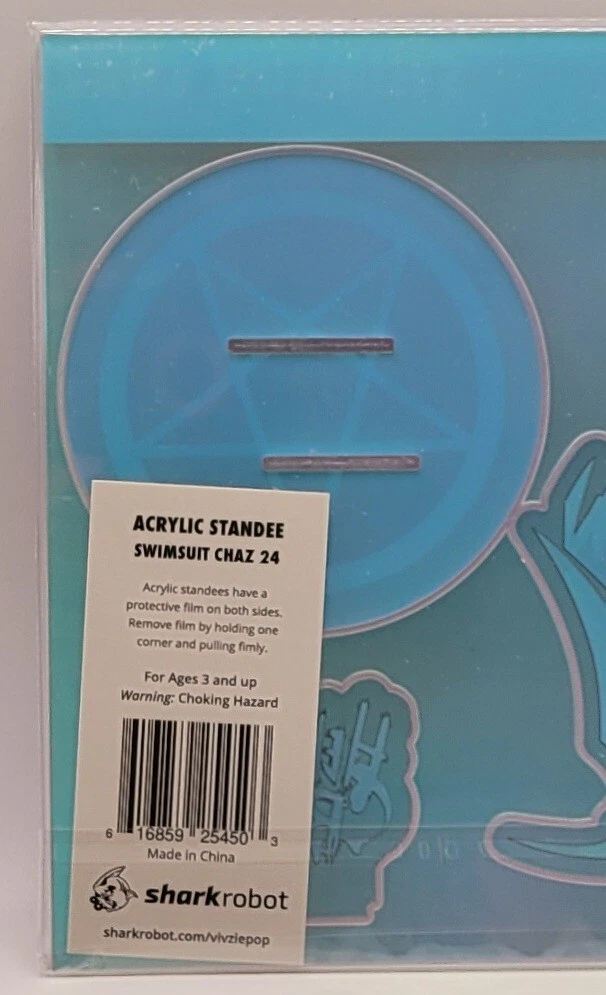 ACRYLIC STANDEE
SWIMSUIT CHAZ 24
Acrylic standees have a
protective film on both sides.
Remove film by holding one
corner and pulling fimly.
For Ages 3 and up
Warning: Choking Hazard
6 16859 25450 3
Made in China
sharkrobot
sharkrobot.com/vivziepop